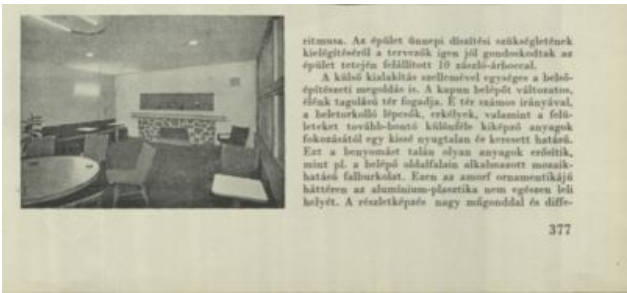 ritmusa. Az épület ünnepi díszítési szükségletének
kielégítéséről a tervezők igen jól gondoskodtak az
épület tetején felállított 10 zászló-árboccal.
A külső kialakítás szellemével egységes a belső-
építészeti megoldás is. A kapun belépőt változatos,
élénk tagolású tér fogadja. E tér számos irányával,
a beletorkolló lépcsők, erkélyek, valamint a felü-
leteket tovább-bontó különféle kiképző anyagok
fokozásától egy kissé nyugtalan és keresett hatású.
Ezt a benyomást talán olyan anyagok erősítik,
mint pl. a belépő oldalfalain alkalmazott mozaik-
hatású falburkolat. Ezen az amorf ornamentikájú
háttéren az alumínium-plasztika nem egészen leli
helyét. A részletképzés nagy műgonddal és diffe-
377